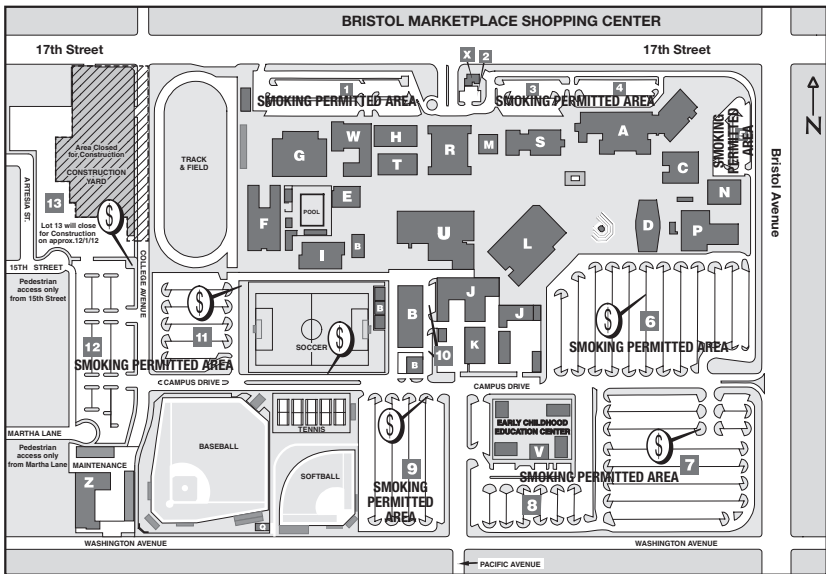 BRISTOL MARKETPLACE SHOPPING CENTER
17th Street
17th Street
X
2
1
3
4
SMOKING PERMITTED AREA
SMOKING PERMITTED AREA
SMOKING
PERMITTED
AREA
N
Area Closed
for Construction
CONSTRUCTION
YARD
ARTESIA ST.
13
Lot 13 will close
for Construction
on approx.12/1/12
$
TRACK
& FIELD
W
H
G
T
R
M
S
A
C
N
F
POOL
E
I
B
U
L
D
P
Bristol Avenue
15TH STREET
Pedestrian
access only
from 15th Street
COLLEGE AVENUE
$
11
12
SMOKING PERMITTED AREA
SOCCER
$
B
B
B
10
J
J
K
$
6
SMOKING PERMITTED AREA
CAMPUS DRIVE
CAMPUS DRIVE
MARTHA LANE
Pedestrian
access only
from Martha Lane
MAINTENANCE
Z
BASEBALL
TENNIS
SOFTBALL
$
9
SMOKING
PERMITTED
AREA
EARLY CHILDHOOD
EDUCATION CENTER
V
SMOKING PERMITTED AREA
8
$
7
WASHINGTON AVENUE
WASHINGTON AVENUE
PACIFIC AVENUE